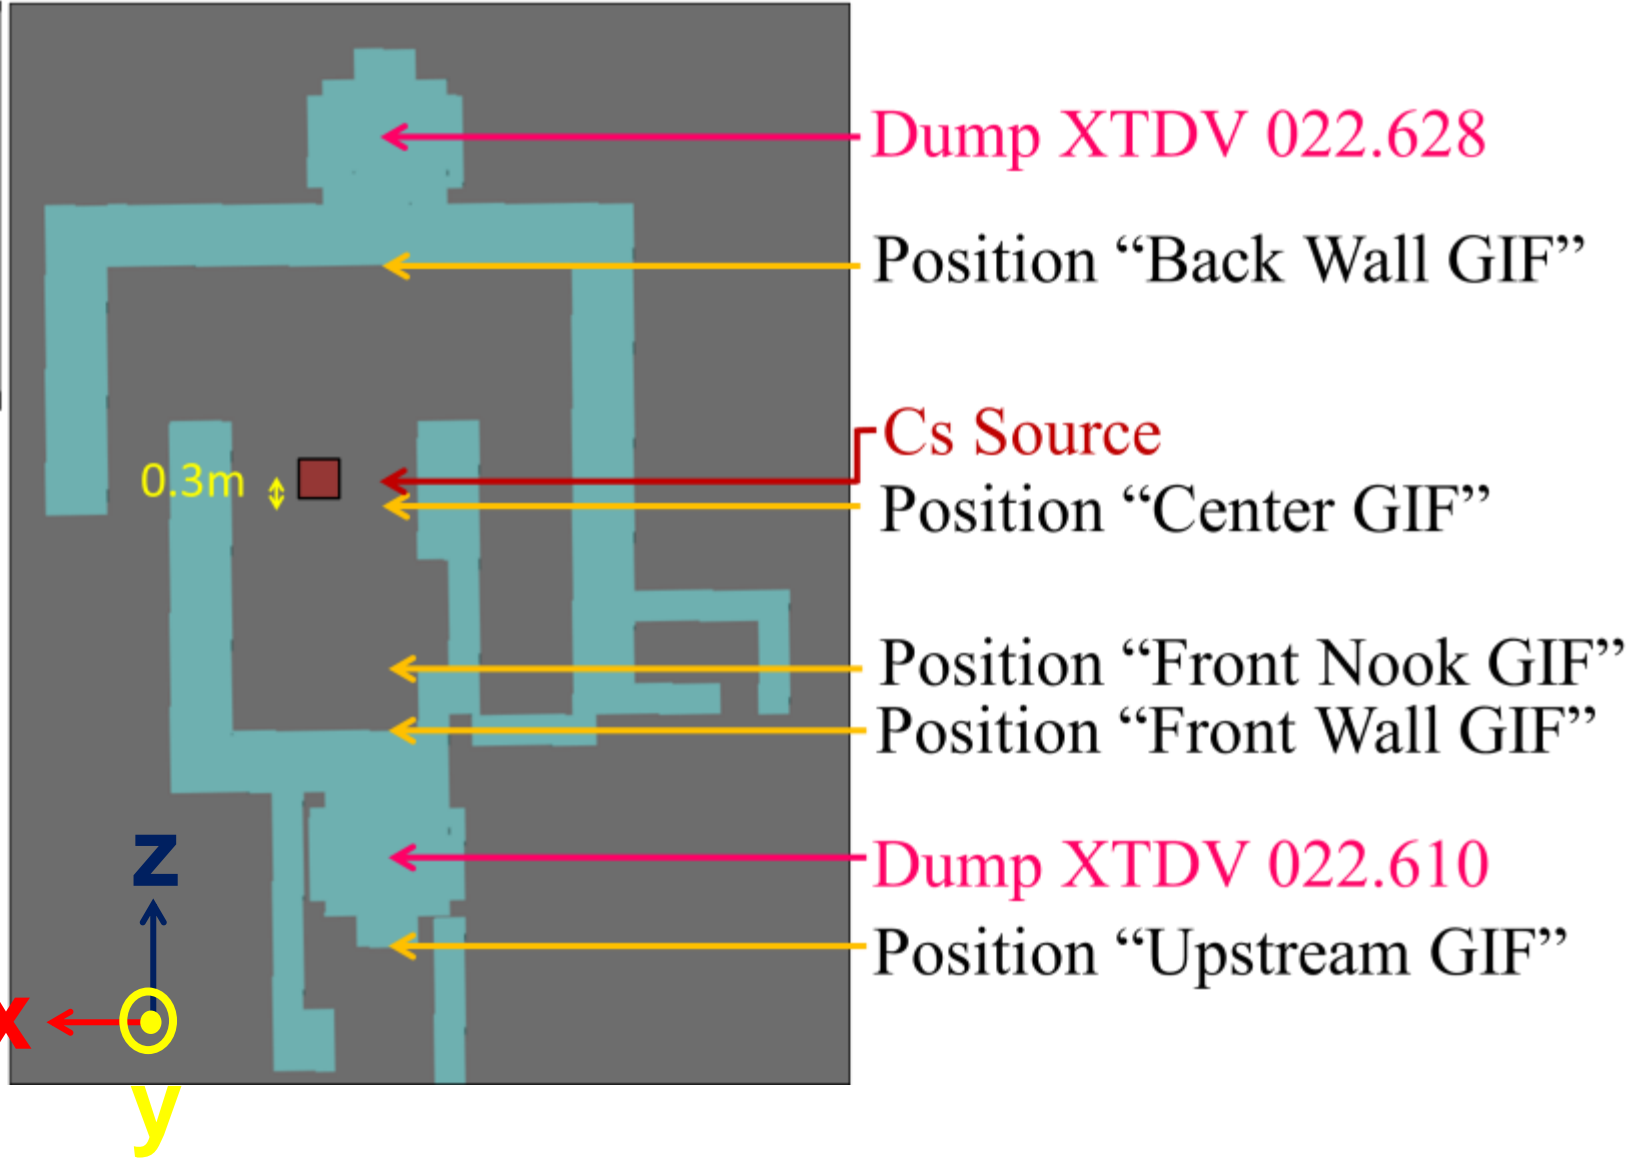 Dump XTDV 022.628
Position “Back Wall GIF”
Cs Source
0.3m
Position “Center GIF”
Position “Front Nook GIF”
Position “Front Wall GIF”
z
Dump XTDV 022.610
Position “Upstream GIF”
x
y